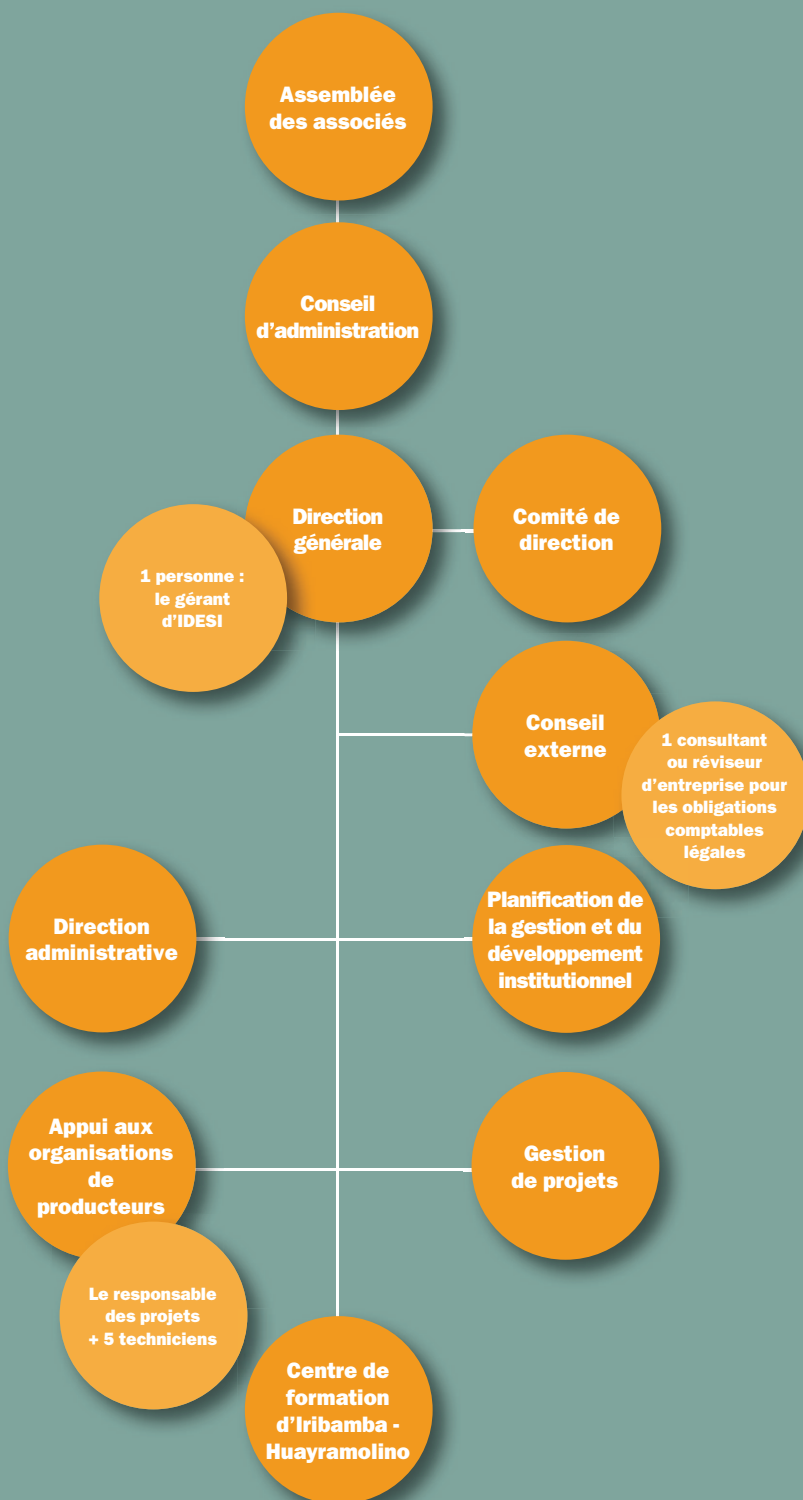 Assemblée
des associés
Conseil
d'administration
Direction
générale
Comité de
direction
1 personne :
le gérant
d'IDESI
Conseil
externe
1 consultant
ou réviseur
d'entreprise pour
les obligations
comptables
légales
Direction
administrative
Planification de
la gestion et du
développement
institutionnel
Appui aux
organisations
de
producteurs
Gestion
de projets
Le responsable
des projets
+ 5 techniciens
Centre de
formation
d'Iribamba -
Huayramolino